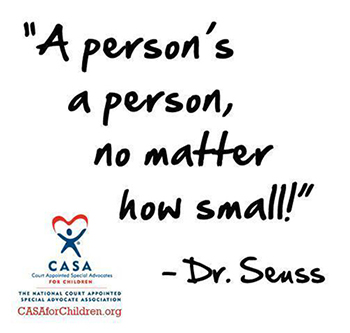 "A person's
a person,
no matter
how small!"
- Dr. Seuss
CASA
Court Appointed Special Advocates
FOR CHILDREN
THE NATIONAL COURT APPOINTED
SPECIAL ADVOCATE ASSOCIATION
CASAforChildren.org